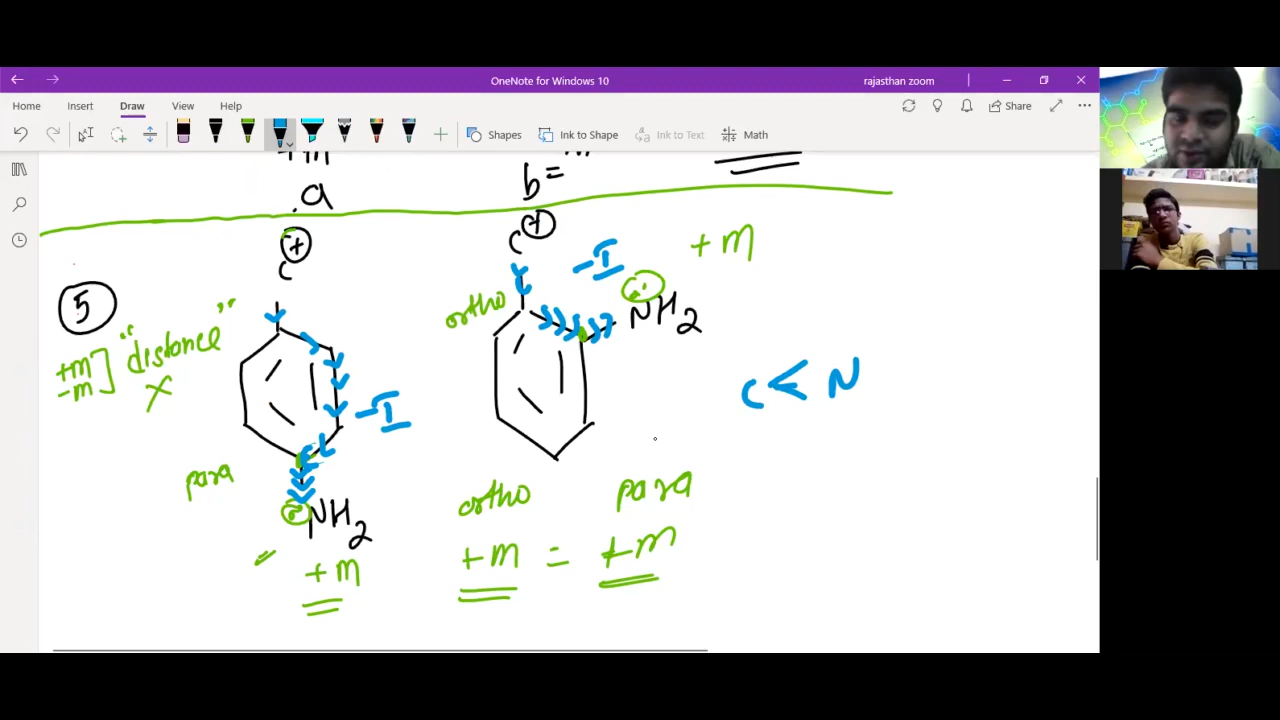 OneNote for Windows 10
rajasthan zoom
Home Insert Draw View Help
Share
Shapes Ink to Shape Ink to Text Math
a
b =
C +
C +
5
"distance"
+m
-m
X
-I
para
NH2
+m
ortho
-I
+m
NH2
C < N
ortho para
+m = +m